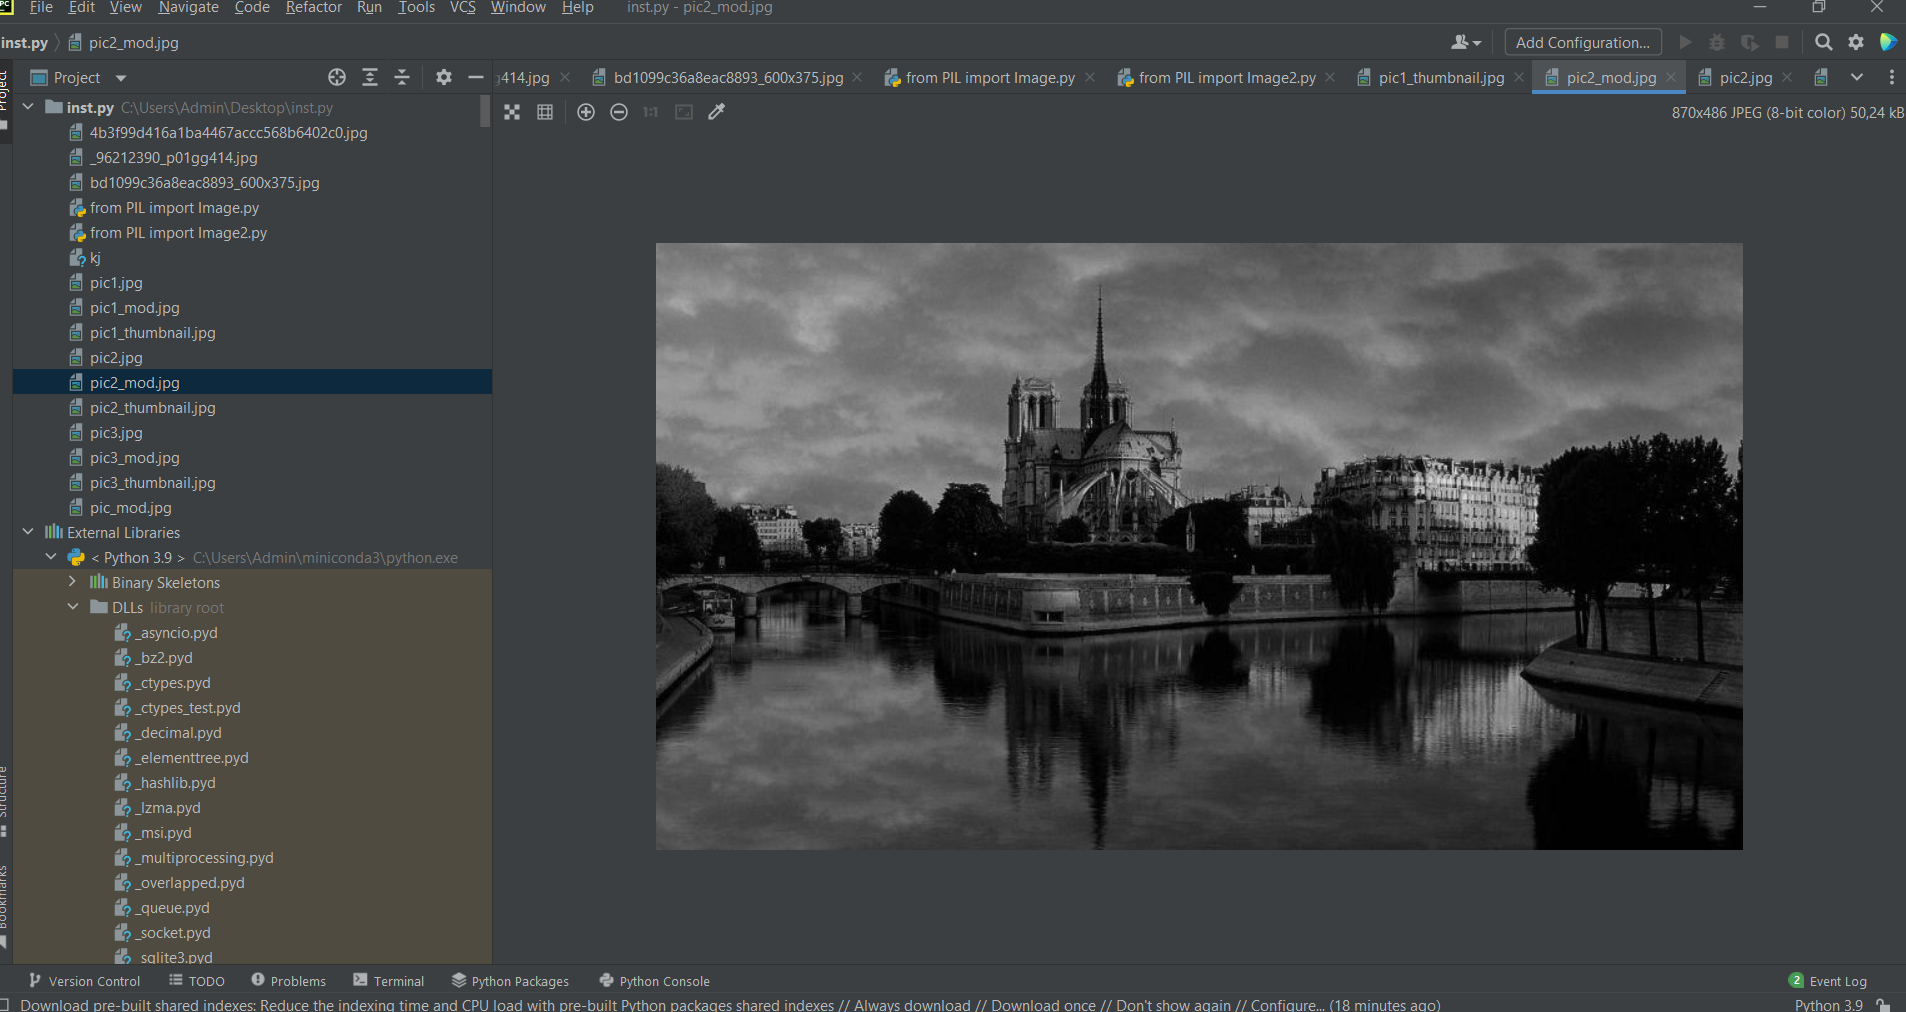 PC File Edit View Navigate Code Refactor Run Tools VCS Window Help inst.py - pic2_mod.jpg
inst.py pic2_mod.jpg Add Configuration...
Project g414.jpg bd1099c36a8eac8893_600x375.jpg from PIL import Image.py from PIL import Image2.py pic1_thumbnail.jpg pic2_mod.jpg pic2.jpg
Project
1:1 870x486 JPEG (8-bit color) 50,24 kB
inst.py C:\Users\Admin\Desktop\inst.py
4b3f99d416a1ba4467accc568b6402c0.jpg
_96212390_p01gg414.jpg
bd1099c36a8eac8893_600x375.jpg
from PIL import Image.py
from PIL import Image2.py
kj
pic1.jpg
pic1_mod.jpg
pic1_thumbnail.jpg
pic2.jpg
pic2_mod.jpg
pic2_thumbnail.jpg
pic3.jpg
pic3_mod.jpg
pic3_thumbnail.jpg
pic_mod.jpg
External Libraries
< Python 3.9 > C:\Users\Admin\miniconda3\python.exe
Binary Skeletons
DLLs library root
_asyncio.pyd
_bz2.pyd
_ctypes.pyd
_ctypes_test.pyd
_decimal.pyd
_elementtree.pyd
_hashlib.pyd
_lzma.pyd
_msi.pyd
_multiprocessing.pyd
_overlapped.pyd
_queue.pyd
_socket.pyd
_sqlite3.pyd
Structure
Bookmarks
Version Control TODO Problems Terminal Python Packages Python Console 2 Event Log
Download pre-built shared indexes: Reduce the indexing time and CPU load with pre-built Python packages shared indexes // Always download // Download once // Don't show again // Configure... (18 minutes ago) Python 3.9